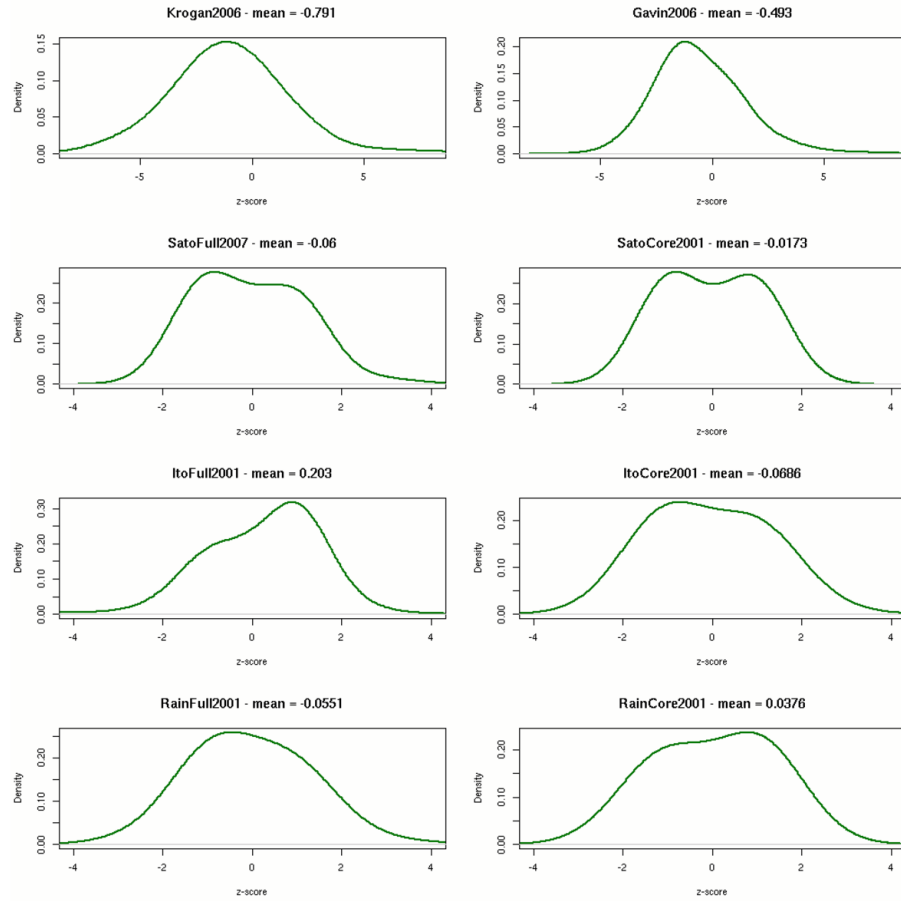 Krogan2006 - mean = -0.791
Density
0.00 0.05 0.10 0.15
-5 0 5
z-score
Gavin2006 - mean = -0.493
Density
0.00 0.05 0.10 0.15 0.20
-5 0 5
z-score
SatoFull2007 - mean = -0.06
Density
0.00 0.10 0.20
-4 -2 0 2 4
z-score
SatoCore2001 - mean = -0.0173
Density
0.00 0.10 0.20
-4 -2 0 2 4
z-score
ItoFull2001 - mean = 0.203
Density
0.00 0.10 0.20 0.30
-4 -2 0 2 4
z-score
ItoCore2001 - mean = -0.0686
Density
0.00 0.10 0.20
-4 -2 0 2 4
z-score
RainFull2001 - mean = -0.0551
Density
0.00 0.10 0.20
-4 -2 0 2 4
z-score
RainCore2001 - mean = 0.0376
Density
0.00 0.10 0.20
-4 -2 0 2 4
z-score